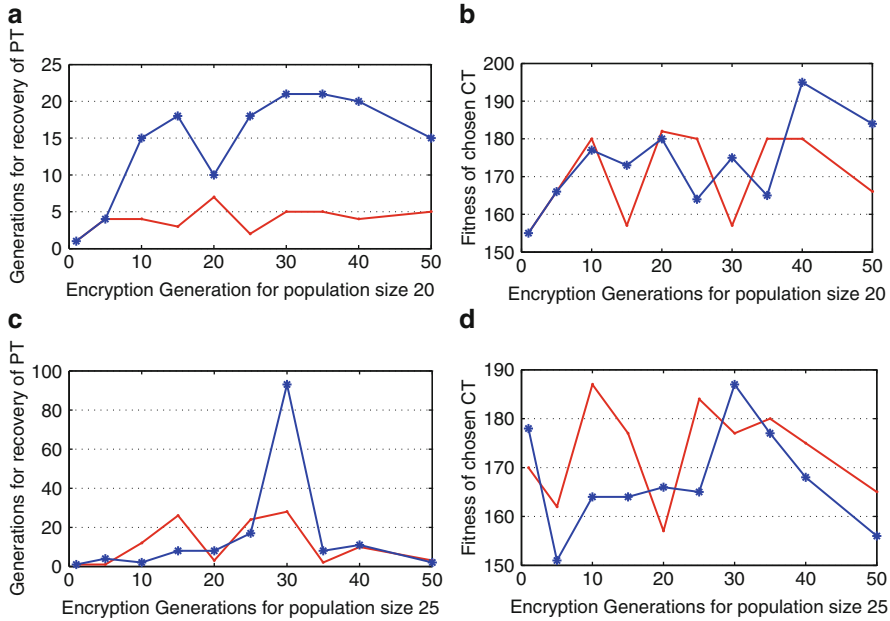 a
Generations for recovery of PT
25
20
15
10
5
0
0 10 20 30 40 50
Encryption Generation for population size 20
b
Fitness of chosen CT
200
190
180
170
160
150
0 10 20 30 40 50
Encryption Generations for population size 20
c
Generations for recovery of PT
100
80
60
40
20
0
0 10 20 30 40 50
Encryption Generations for population size 25
d
Fitness of chosen CT
190
180
170
160
150
0 10 20 30 40 50
Encryption Generations for population size 25